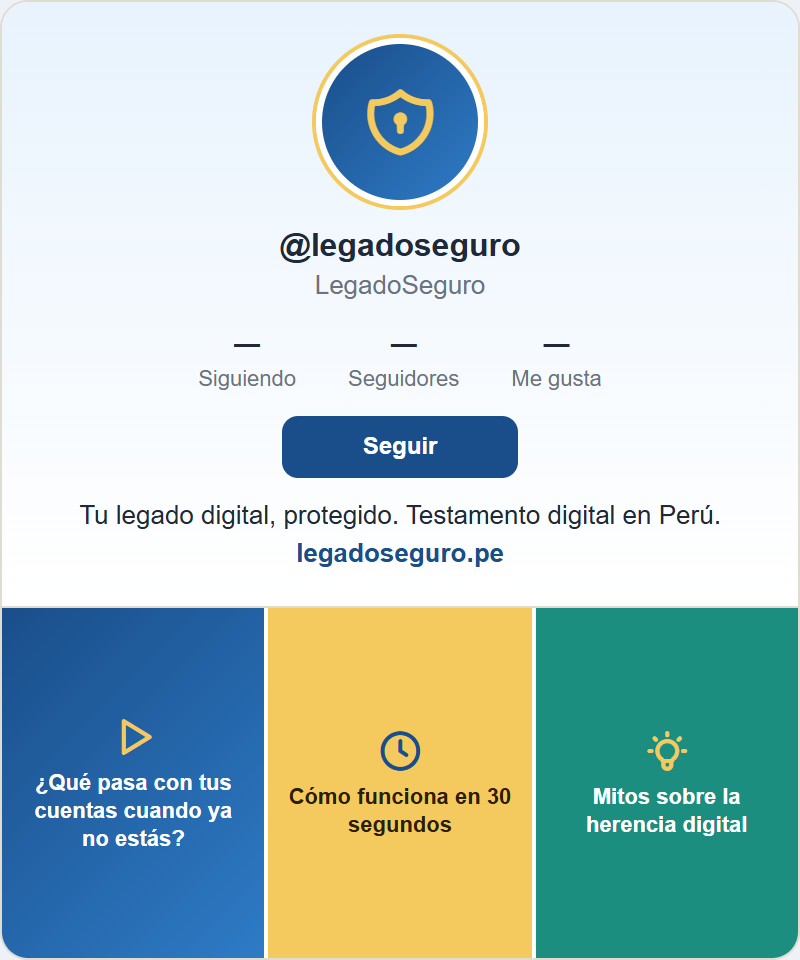 @legadoseguro
LegadoSeguro
— — —
Siguiendo Seguidores Me gusta
Seguir
Tu legado digital, protegido. Testamento digital en Perú.
legadoseguro.pe
¿Qué pasa con tus
cuentas cuando ya
no estás?
Cómo funciona en 30
segundos
Mitos sobre la
herencia digital